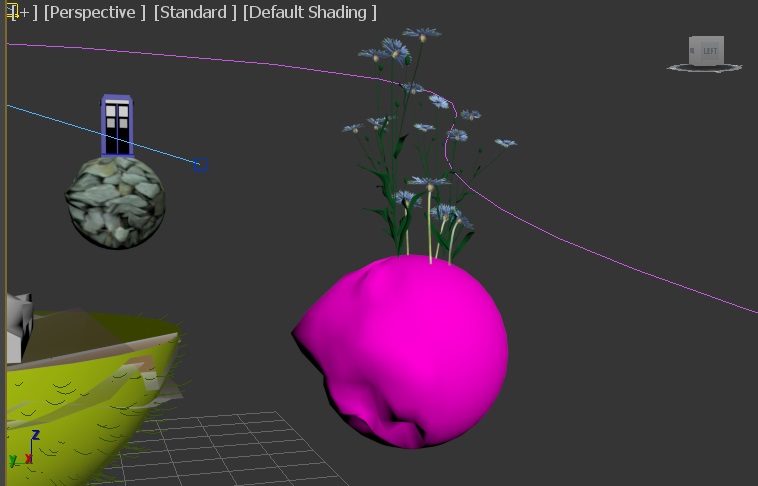 [+] [Perspective ] [Standard ] [Default Shading ]
LEFT
z
y x